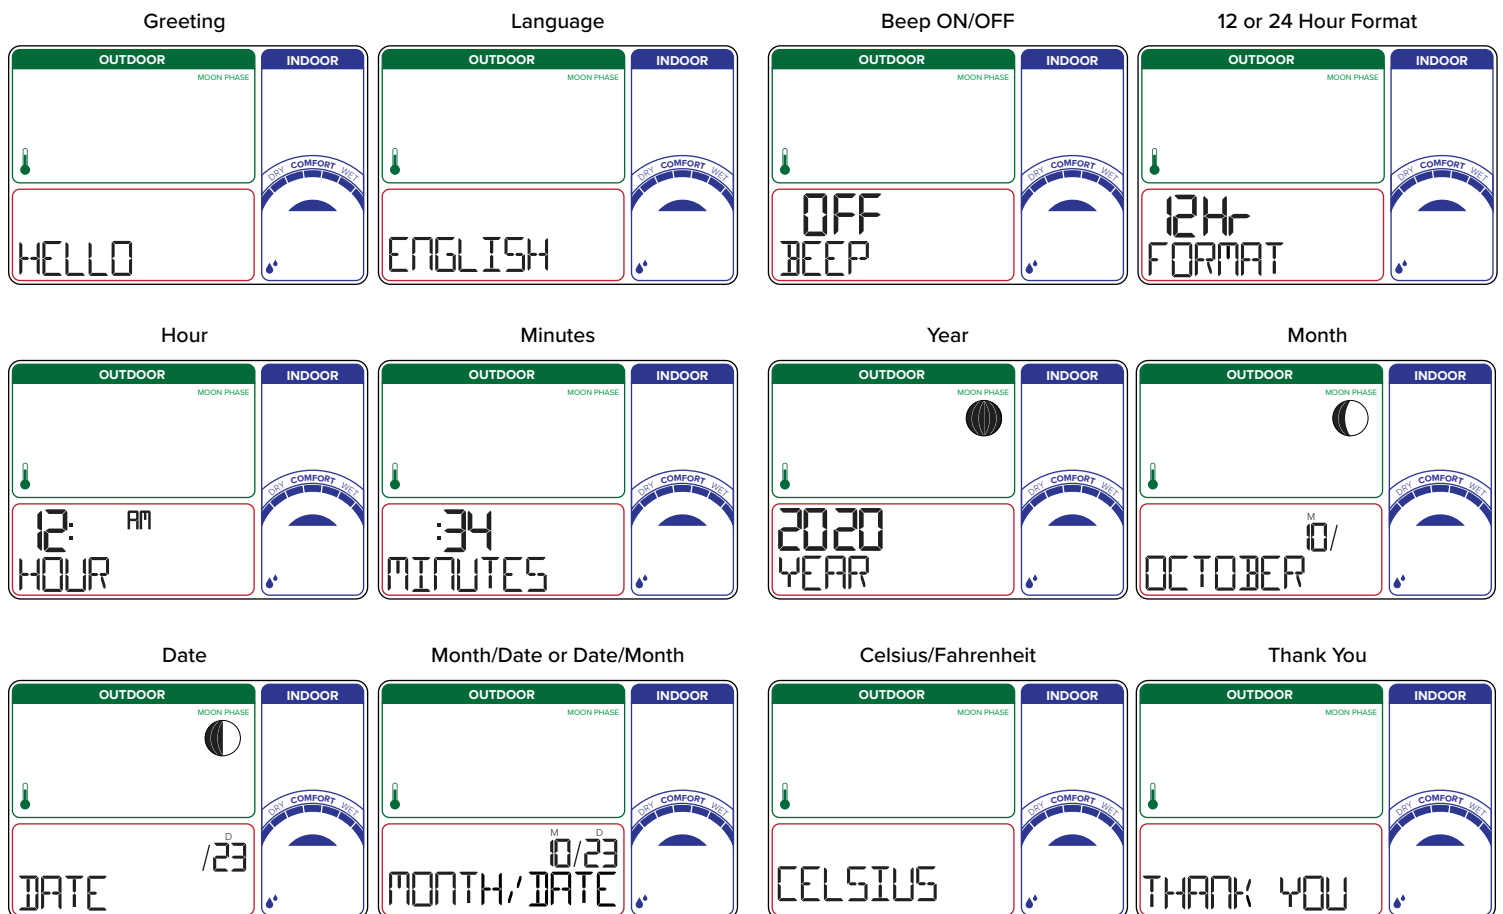 Greeting
OUTDOOR
INDOOR
MOON PHASE
DRY COMFORT WET
HELLO
Language
OUTDOOR
INDOOR
MOON PHASE
DRY COMFORT WET
ENGLISH
Beep ON/OFF
OUTDOOR
INDOOR
MOON PHASE
DRY COMFORT WET
OFF
BEEP
12 or 24 Hour Format
OUTDOOR
INDOOR
MOON PHASE
DRY COMFORT WET
12Hr
FORMAT
Hour
OUTDOOR
INDOOR
MOON PHASE
DRY COMFORT WET
12: AM
HOUR
Minutes
OUTDOOR
INDOOR
MOON PHASE
DRY COMFORT WET
:34
MINUTES
Year
OUTDOOR
INDOOR
MOON PHASE
DRY COMFORT WET
2020
YEAR
Month
OUTDOOR
INDOOR
MOON PHASE
DRY COMFORT WET
M
10/
OCTOBER
Date
OUTDOOR
INDOOR
MOON PHASE
DRY COMFORT WET
D
/23
DATE
Month/Date or Date/Month
OUTDOOR
INDOOR
MOON PHASE
DRY COMFORT WET
M D
10/23
MONTH/DATE
Celsius/Fahrenheit
OUTDOOR
INDOOR
MOON PHASE
DRY COMFORT WET
CELSIUS
Thank You
OUTDOOR
INDOOR
MOON PHASE
DRY COMFORT WET
THANK YOU